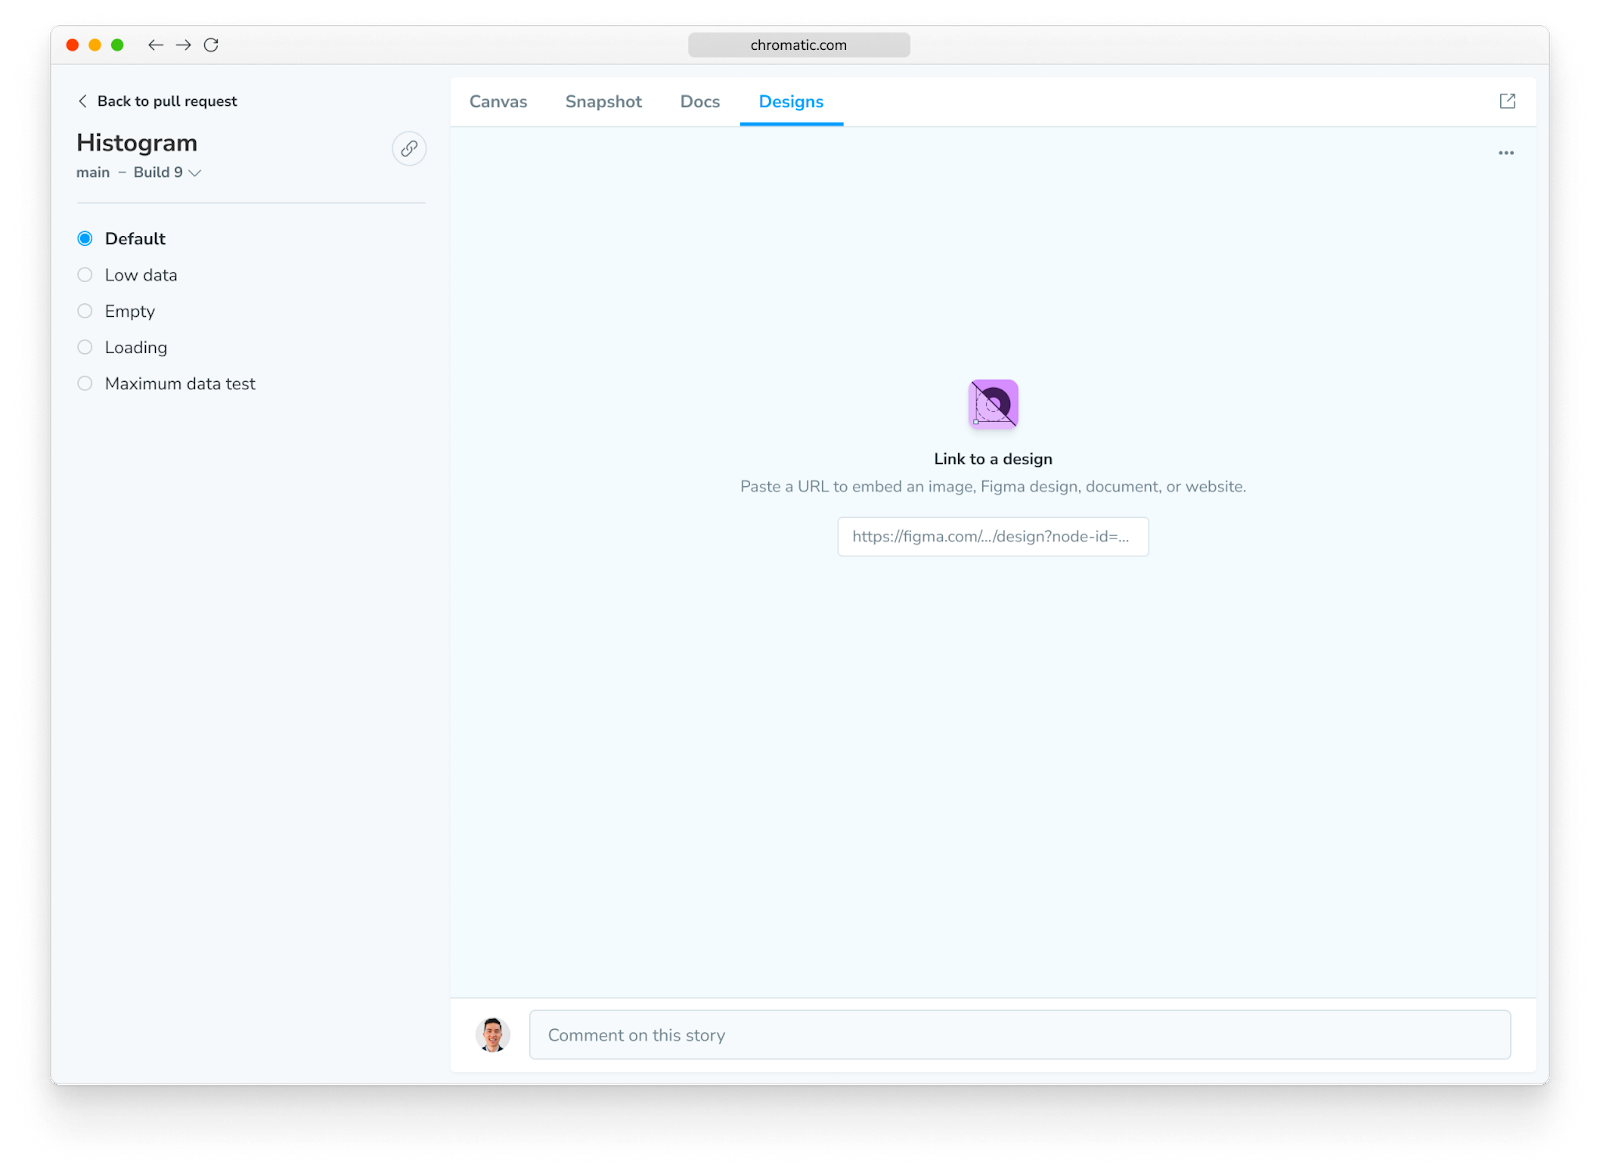 chromatic.com
Back to pull request
Histogram
main – Build 9
Default
Low data
Empty
Loading
Maximum data test
Canvas Snapshot Docs Designs
Link to a design
Paste a URL to embed an image, Figma design, document, or website.
https://figma.com/.../design?node-id=...
Comment on this story